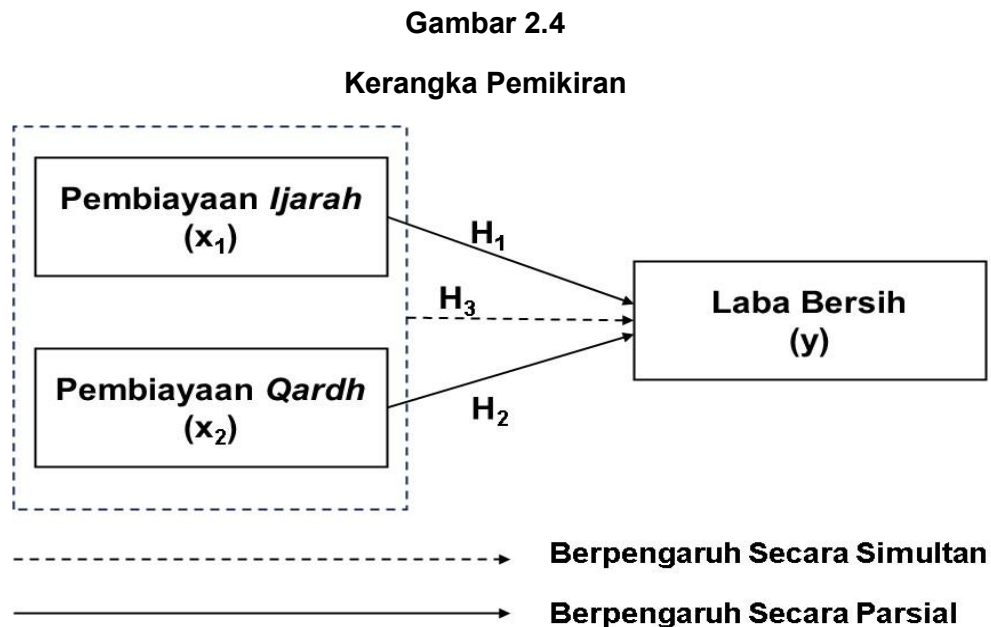 Gambar 2.4
Kerangka Pemikiran
Pembiayaan Ijarah
(x₁)
H₁
H₃
Laba Bersih
(y)
Pembiayaan Qardh
(x₂)
H₂
Berpengaruh Secara Simultan
Berpengaruh Secara Parsial